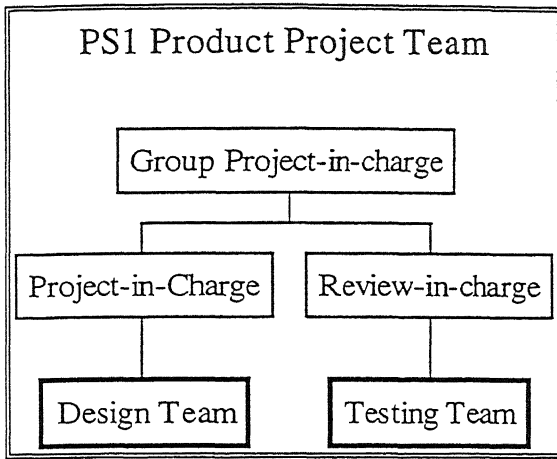 PS1 Product Project Team
Group Project-in-charge
Project-in-Charge
Review-in-charge
Design Team
Testing Team